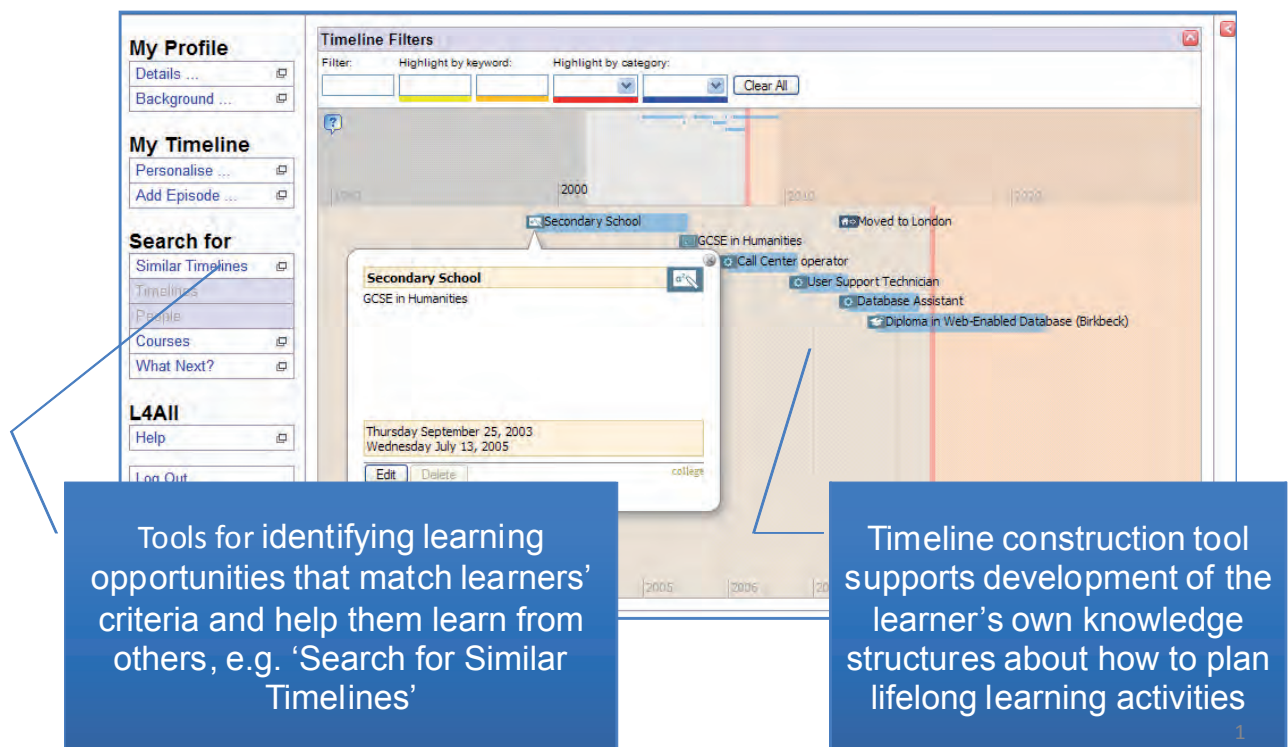 My Profile
Details ...
Background ...
My Timeline
Personalise ...
Add Episode ...
Search for
Similar Timelines
Timelines
People
Courses
What Next?
L4All
Help
Log Out
Timeline Filters
Filter:
Highlight by keyword:
Highlight by category:
Clear All
2000
2010
2020
Secondary School
Moved to London
GCSE in Humanities
Call Center operator
User Support Technician
Database Assistant
Diploma in Web-Enabled Database (Birkbeck)
Secondary School
GCSE in Humanities
Thursday September 25, 2003
Wednesday July 13, 2005
Edit
Delete
college
2005
2006
Tools for identifying learning
opportunities that match learners’
criteria and help them learn from
others, e.g. ‘Search for Similar
Timelines’
Timeline construction tool
supports development of the
learner’s own knowledge
structures about how to plan
lifelong learning activities
1